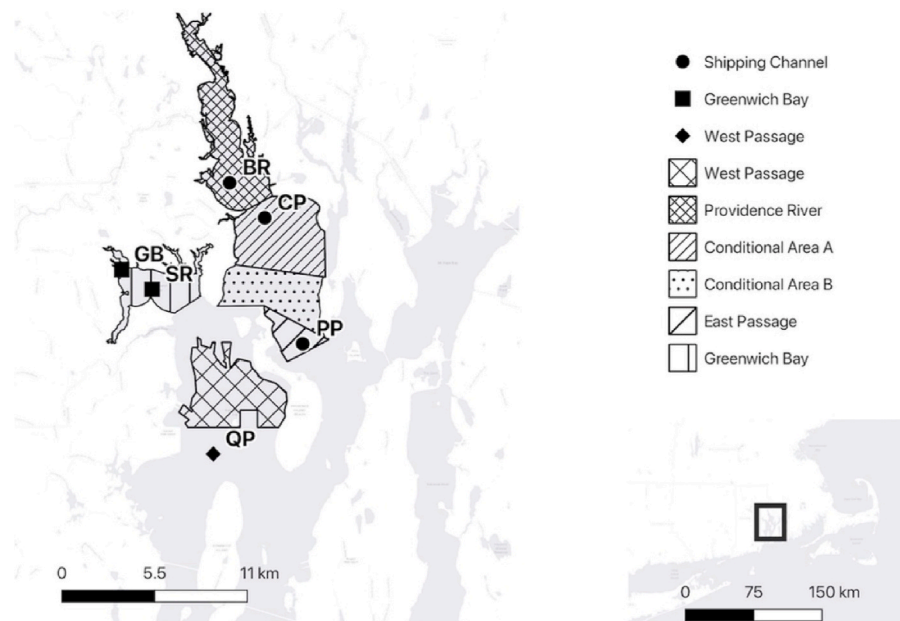 BR
CP
GB
SR
PP
QP
0 5.5 11 km
Shipping Channel
Greenwich Bay
West Passage
West Passage
Providence River
Conditional Area A
Conditional Area B
East Passage
Greenwich Bay
0 75 150 km